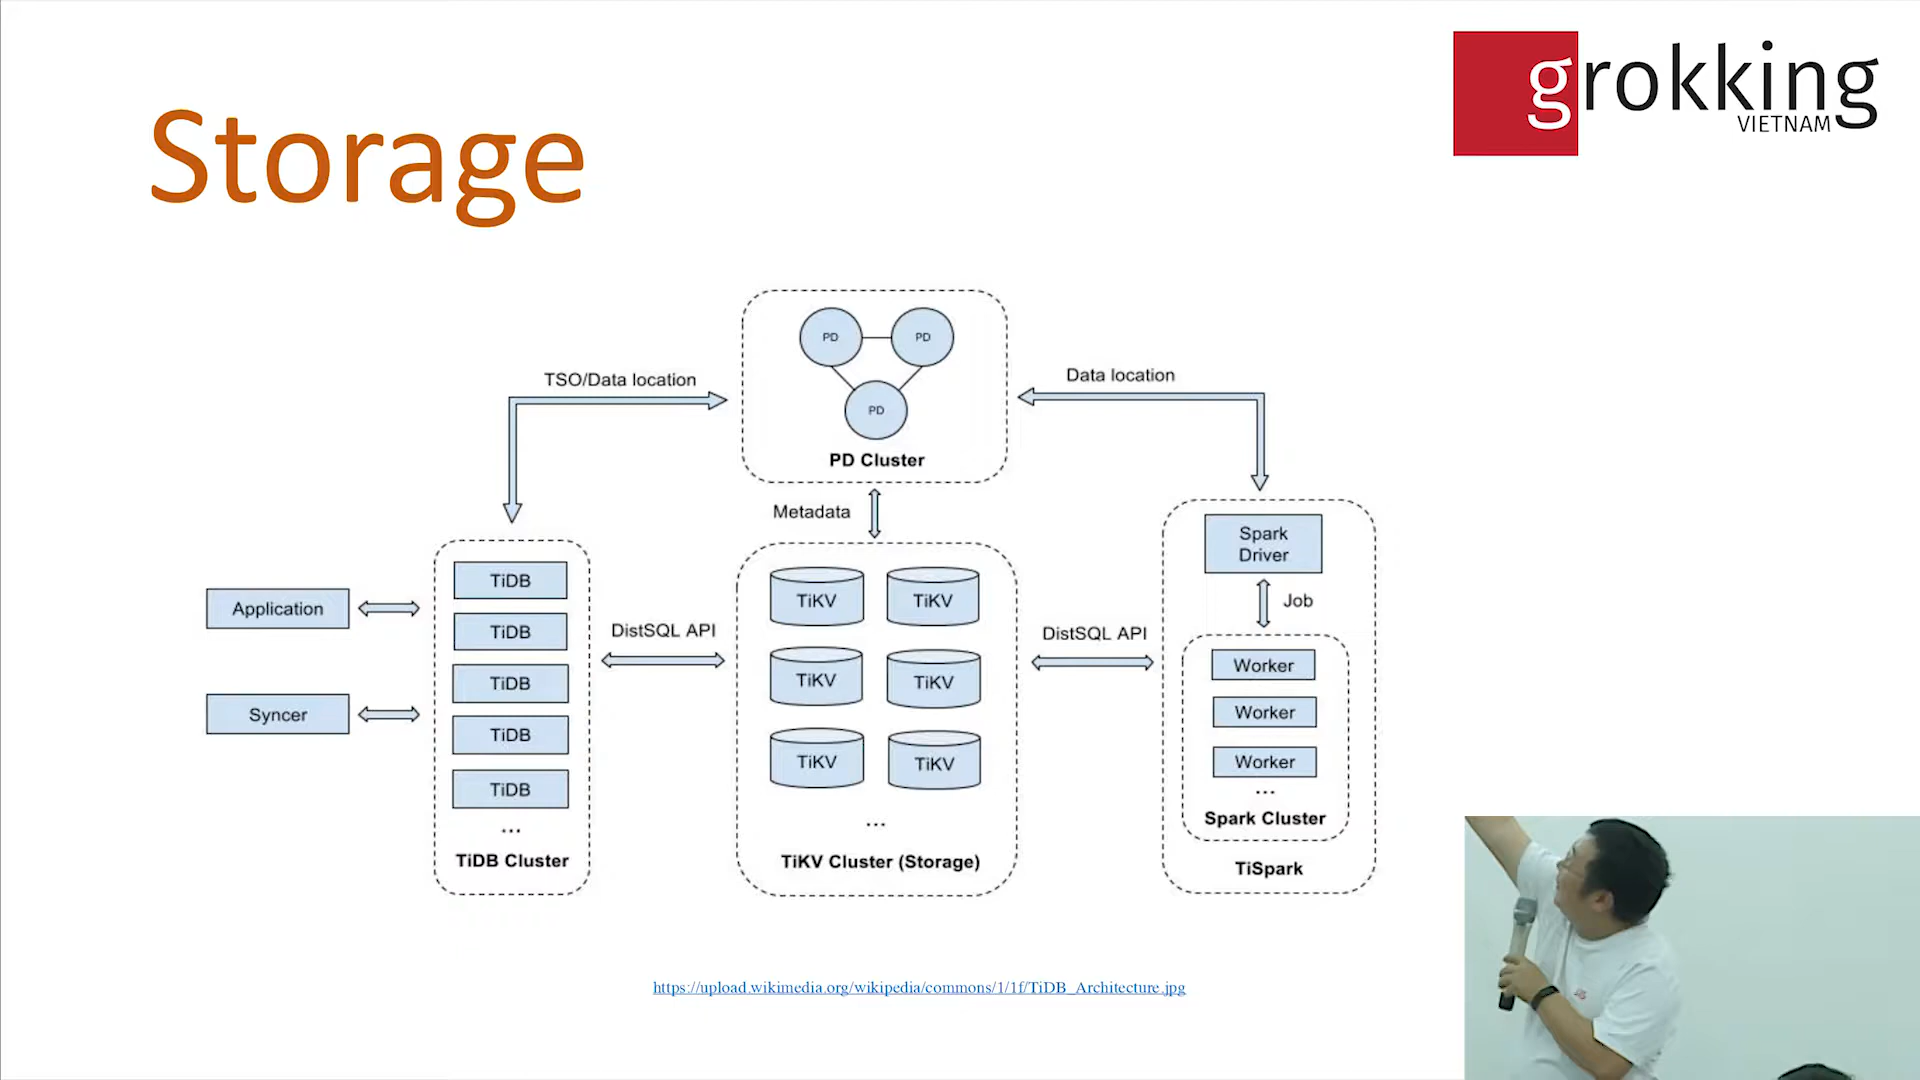 grokking
VIETNAM
Storage
PD
PD
PD
PD Cluster
TSO/Data location
Data location
Metadata
Application
Syncer
TiDB
TiDB
TiDB
TiDB
TiDB
...
TiDB Cluster
DistSQL API
TiKV
TiKV
TiKV
TiKV
TiKV
TiKV
...
TiKV Cluster (Storage)
DistSQL API
Spark
Driver
Job
Worker
Worker
Worker
...
Spark Cluster
TiSpark
https://upload.wikimedia.org/wikipedia/commons/1/1f/TiDB_Architecture.jpg